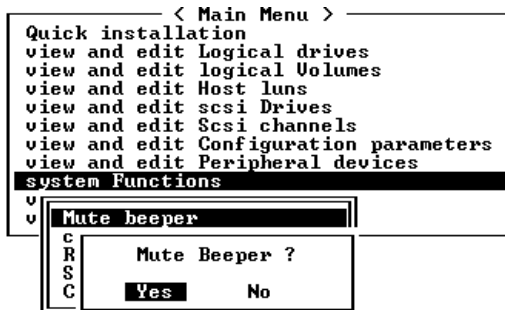 < Main Menu >
Quick installation
view and edit Logical drives
view and edit logical Volumes
view and edit Host luns
view and edit scsi Drives
view and edit Scsi channels
view and edit Configuration parameters
view and edit Peripheral devices
system Functions
v
v
Mute beeper
c
R
S
C
Mute Beeper ?
Yes No